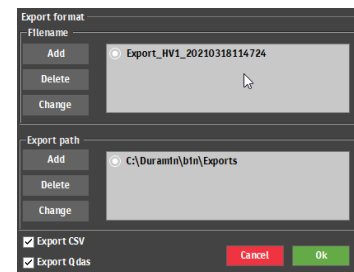 Export format
Filename
Add
Export_HV1_20210318114724
Delete
Change
Export path
Add
C:\Duramin\bin\Exports
Delete
Change
Export CSV
Export Qdas
Cancel
Ok